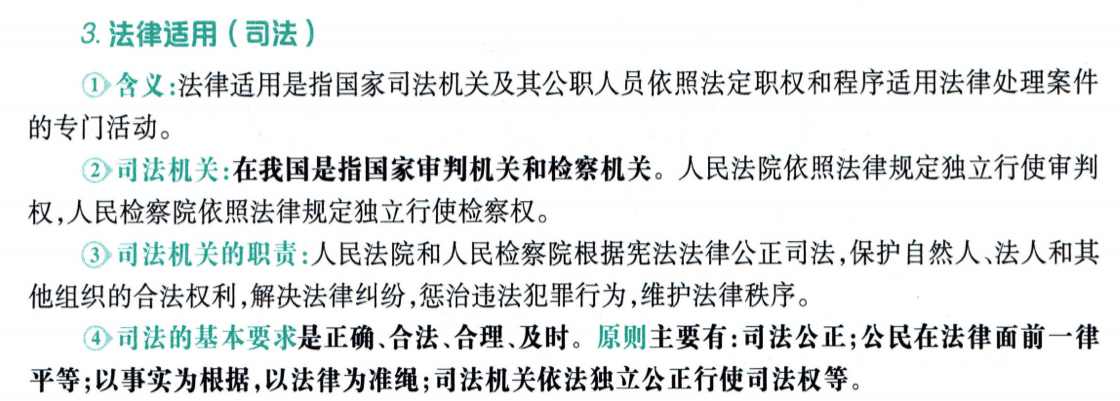 3. 法律适用（司法）
①含义:法律适用是指国家司法机关及其公职人员依照法定职权和程序适用法律处理案件
的专门活动。
②司法机关:在我国是指国家审判机关和检察机关。人民法院依照法律规定独立行使审判
权,人民检察院依照法律规定独立行使检察权。
③司法机关的职责:人民法院和人民检察院根据宪法法律公正司法,保护自然人、法人和其
他组织的合法权利,解决法律纠纷,惩治违法犯罪行为,维护法律秩序。
④司法的基本要求是正确、合法、合理、及时。原则主要有:司法公正;公民在法律面前一律
平等;以事实为根据,以法律为准绳;司法机关依法独立公正行使司法权等。